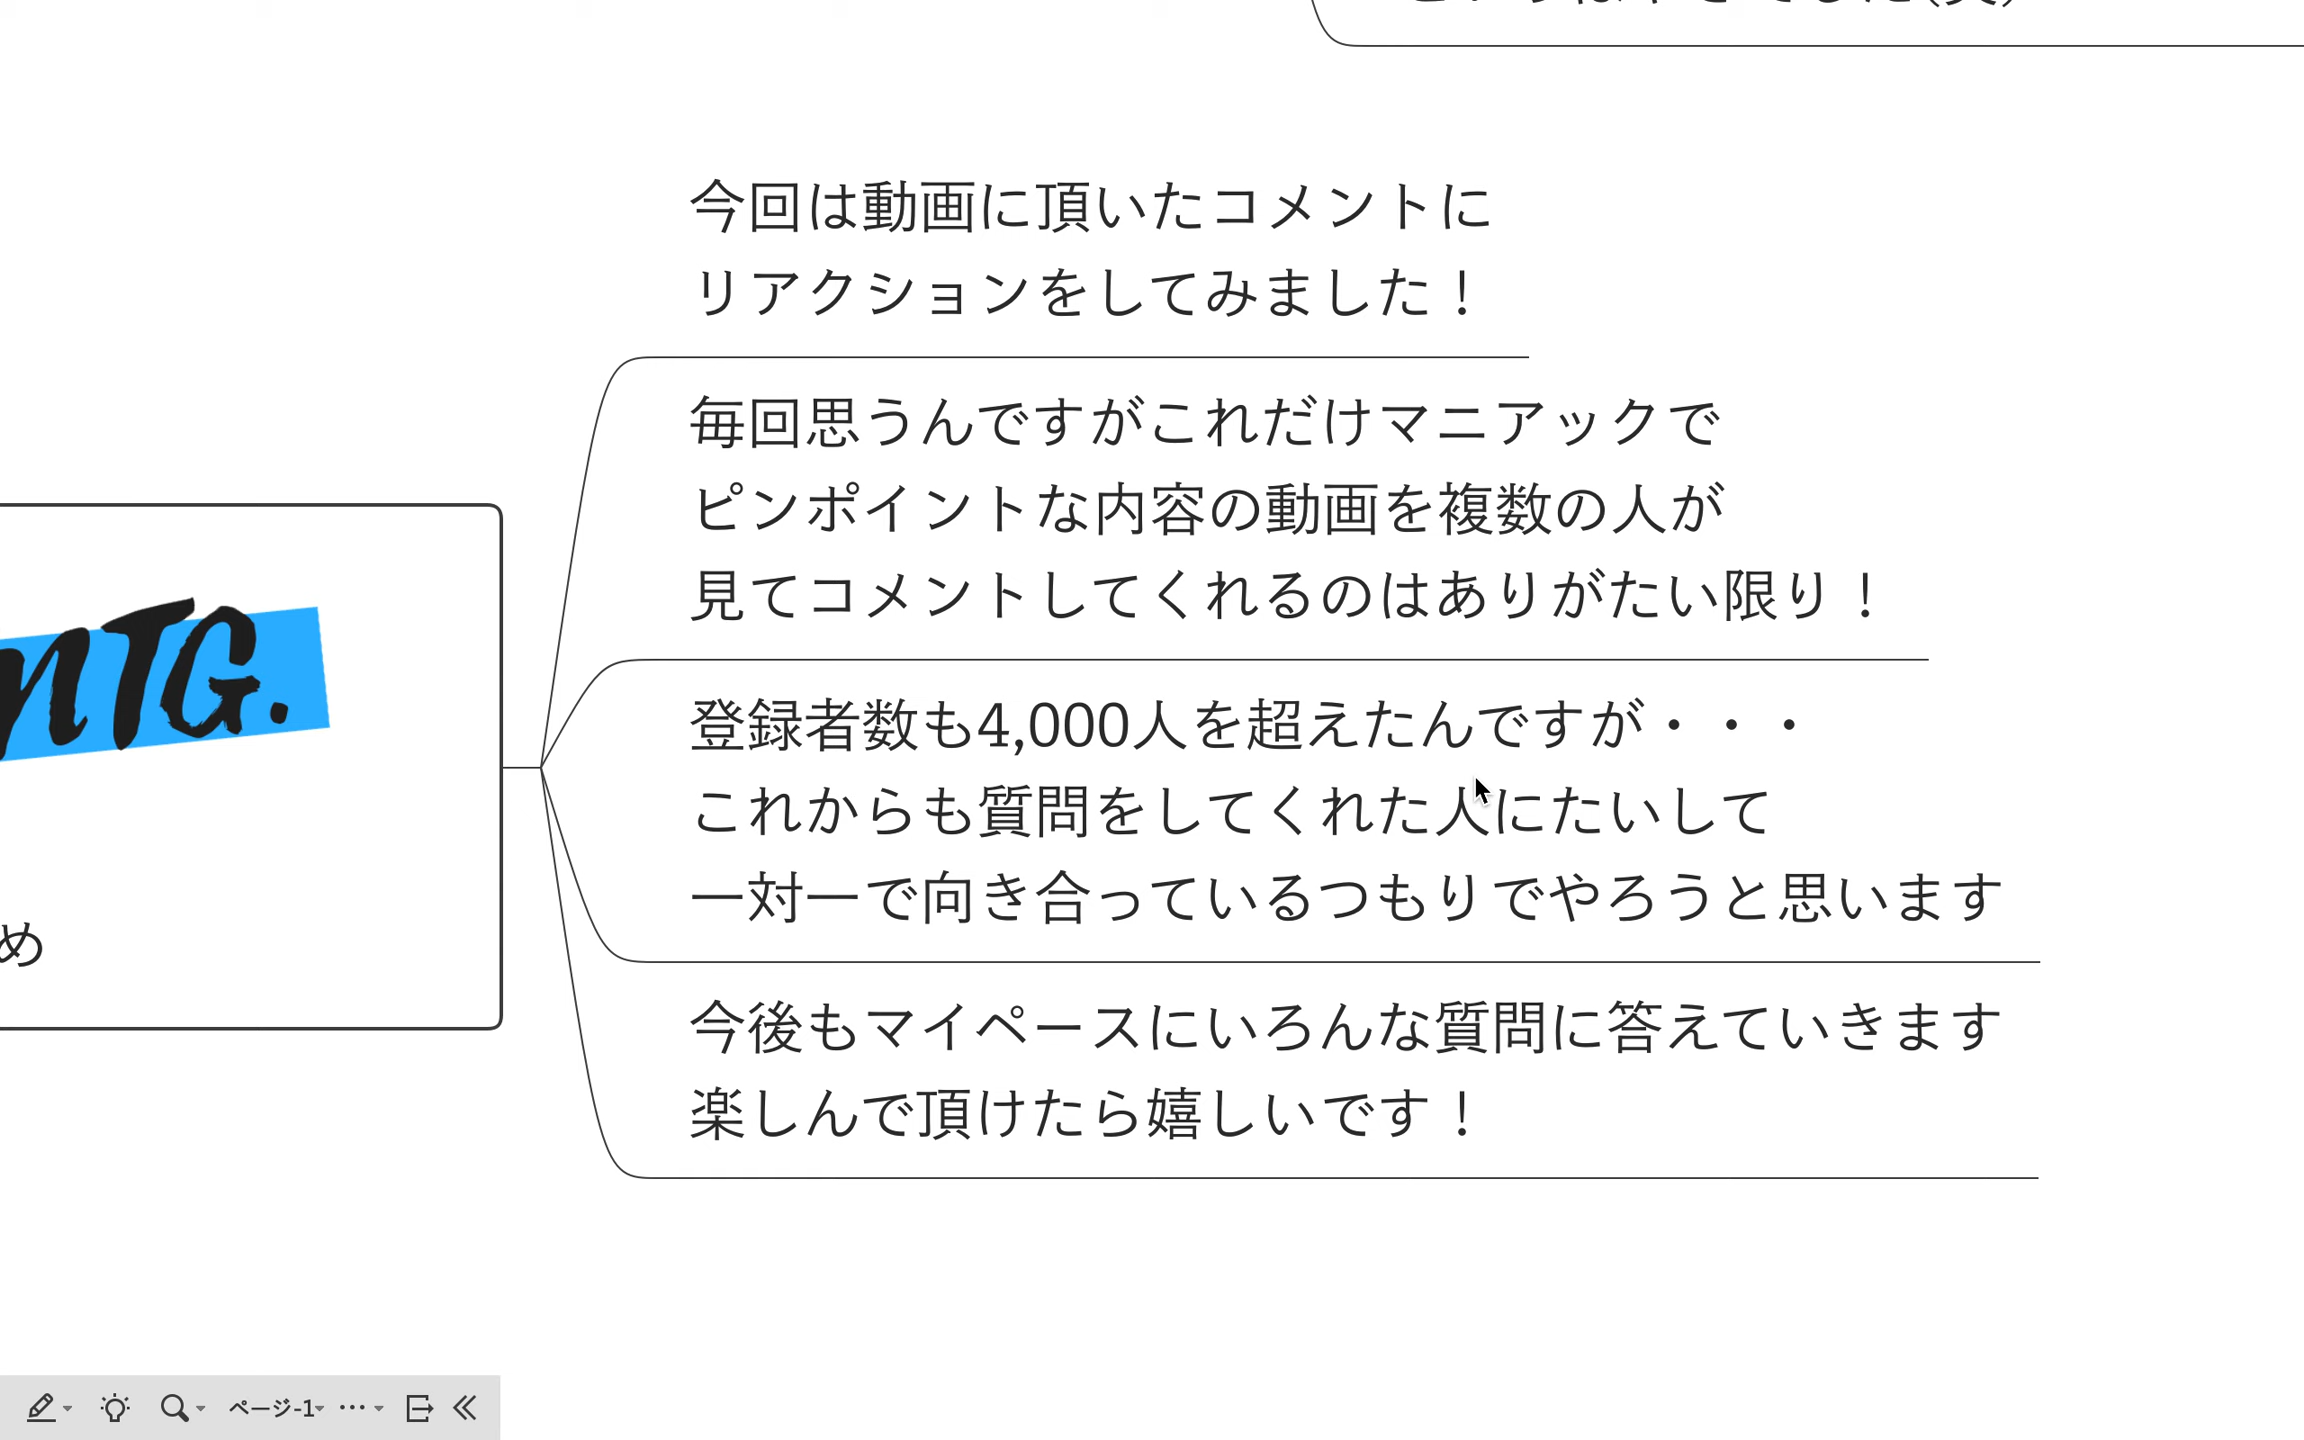 今回は動画に頂いたコメントに
リアクションをしてみました！
毎回思うんですがこれだけマニアックで
ピンポイントな内容の動画を複数の人が
見てコメントしてくれるのはありがたい限り！
nTG.
登録者数も4,000人を超えたんですが・・・
これからも質問をしてくれた人にたいして
一対一で向き合っているつもりでやろうと思います
め
今後もマイペースにいろんな質問に答えていきます
楽しんで頂けたら嬉しいです！
ページ-1